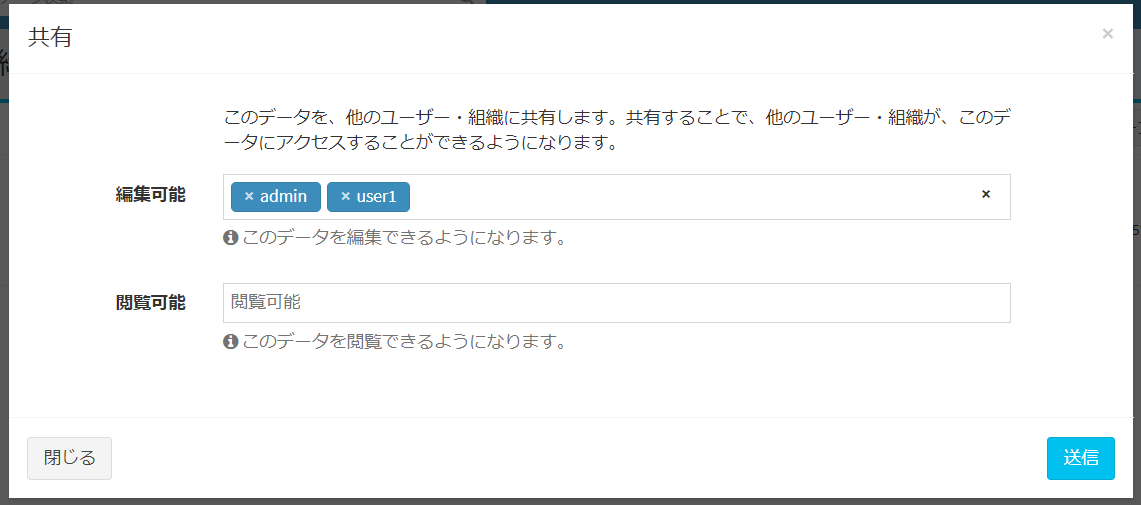 共有
×
このデータを、他のユーザー・組織に共有します。共有することで、他のユーザー・組織が、このデ
ータにアクセスすることができるようになります。
編集可能
× admin × user1 ×
このデータを編集できるようになります。
閲覧可能
閲覧可能
このデータを閲覧できるようになります。
閉じる
送信